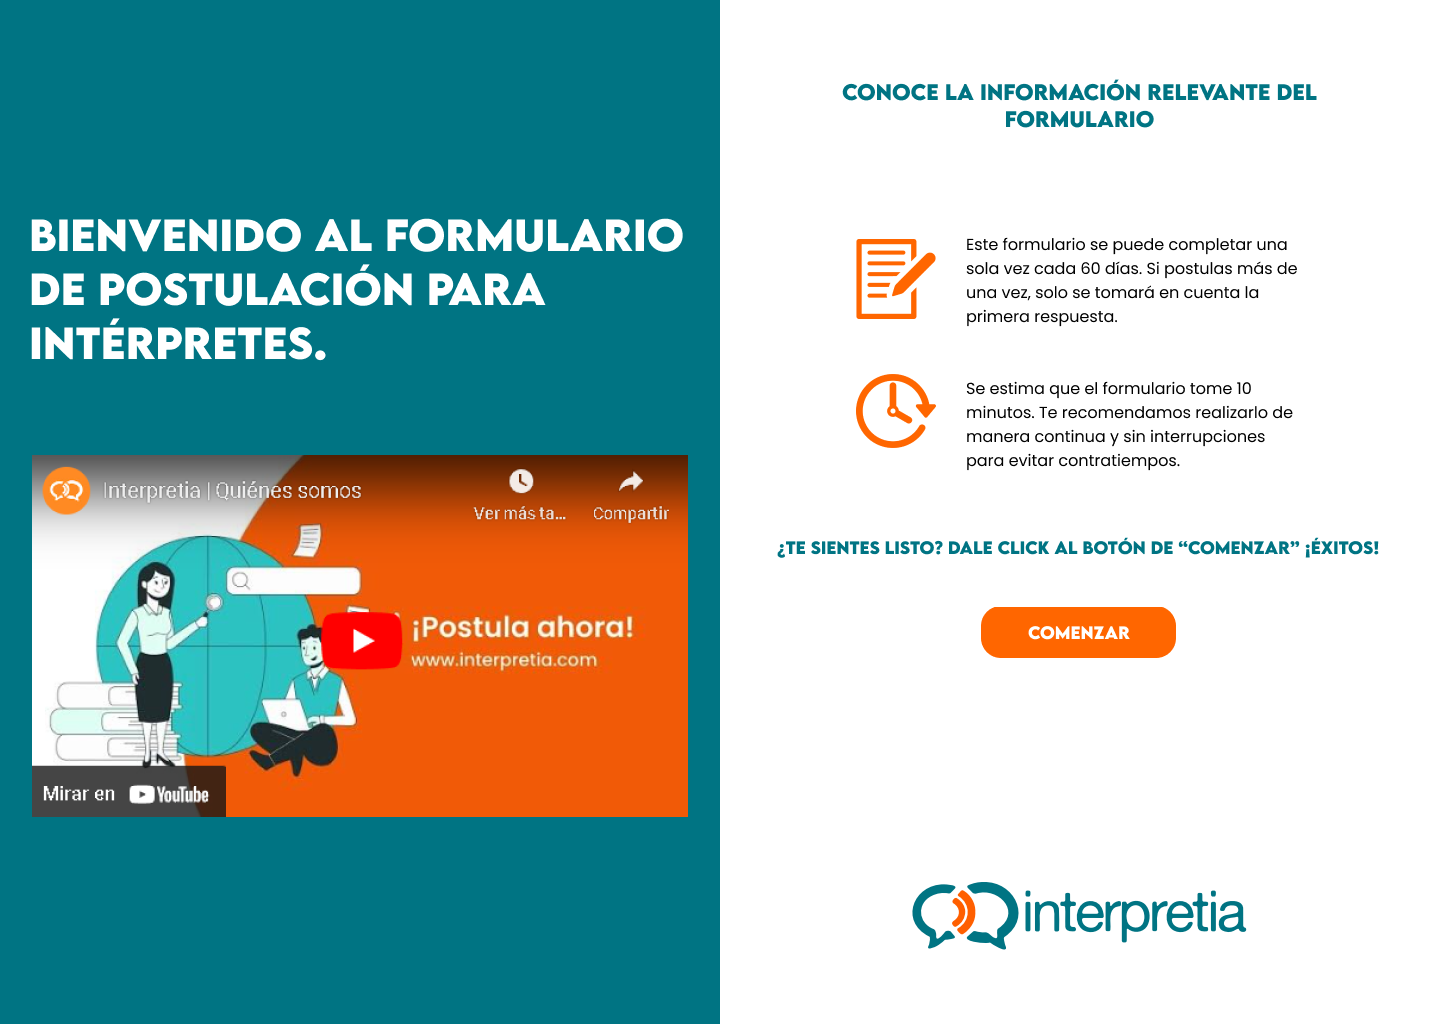 BIENVENIDO AL FORMULARIO
DE POSTULACIÓN PARA
INTÉRPRETES.
Interpretia | Quiénes somos
Ver más ta...
Compartir
¡Postula ahora!
www.interpretia.com
Mirar en YouTube
CONOCE LA INFORMACIÓN RELEVANTE DEL
FORMULARIO
Este formulario se puede completar una
sola vez cada 60 días. Si postulas más de
una vez, solo se tomará en cuenta la
primera respuesta.
Se estima que el formulario tome 10
minutos. Te recomendamos realizarlo de
manera continua y sin interrupciones
para evitar contratiempos.
¿TE SIENTES LISTO? DALE CLICK AL BOTÓN DE “COMENZAR” ¡ÉXITOS!
COMENZAR
interpretia